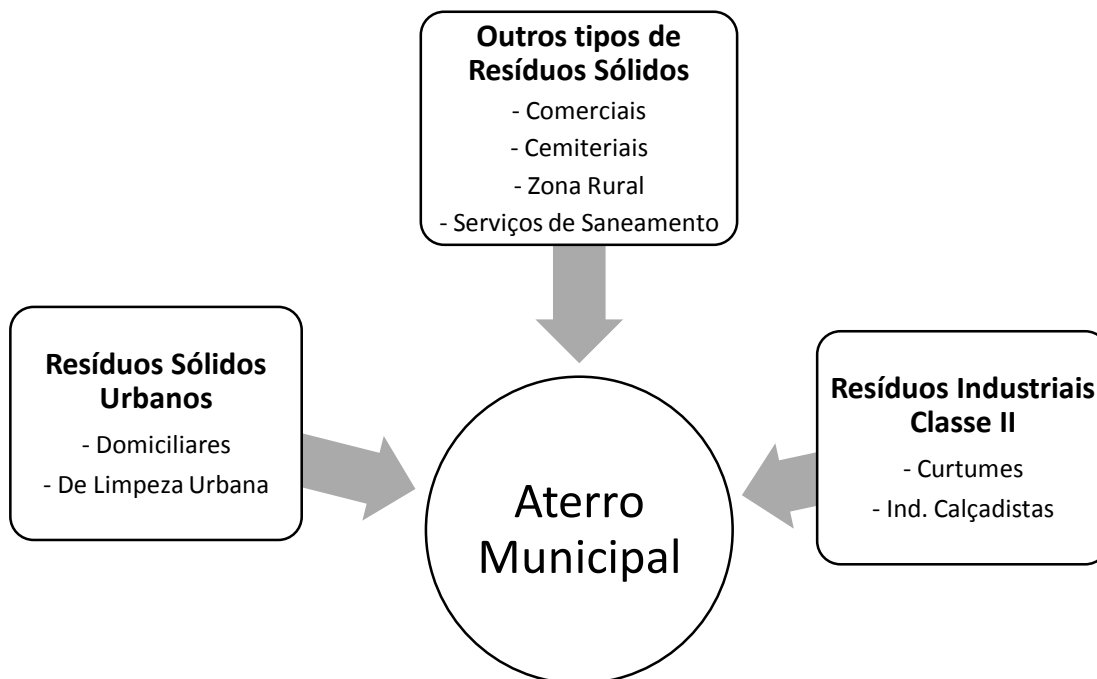 Outros tipos de
Resíduos Sólidos
- Comerciais
- Cemiteriais
- Zona Rural
- Serviços de Saneamento
Resíduos Sólidos
Urbanos
- Domiciliares
- De Limpeza Urbana
Resíduos Industriais
Classe II
- Curtumes
- Ind. Calçadistas
Aterro
Municipal